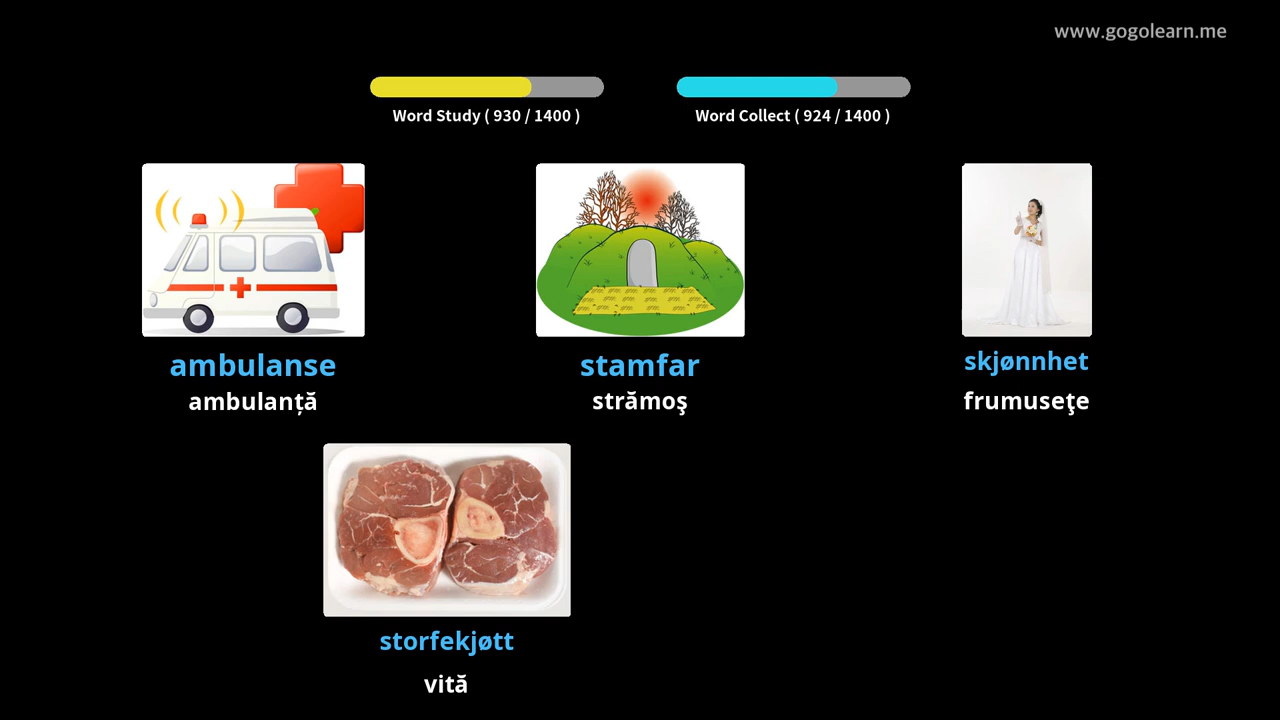 www.gogolearn.me
Word Study ( 930 / 1400 )
Word Collect ( 924 / 1400 )
ambulanse
stamfar
skjønnhet
ambulanță
strămoş
frumuseţe
storfekjøtt
vită